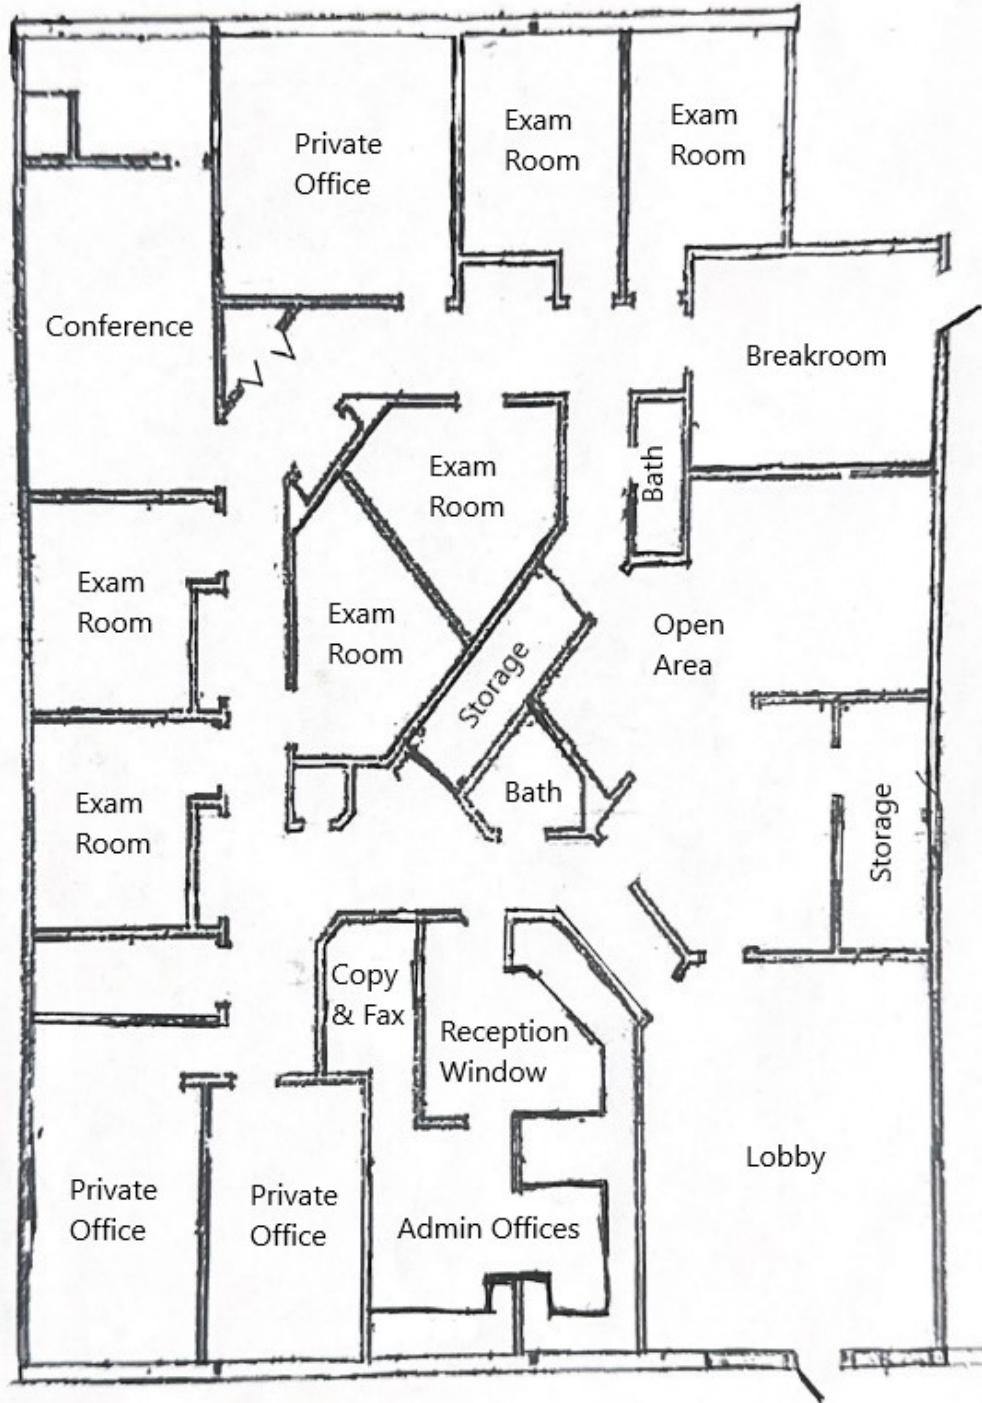 Private
Office
Exam
Room
Exam
Room
Conference
Breakroom
Exam
Room
Bath
Exam
Room
Exam
Room
Open
Area
Storage
Exam
Room
Bath
Storage
Copy
& Fax
Reception
Window
Lobby
Private
Office
Private
Office
Admin Offices